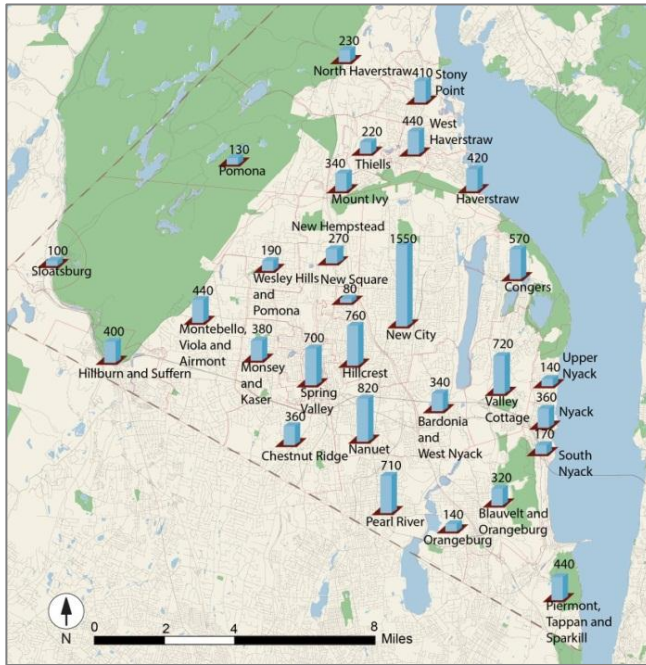 230
North Haverstraw
410
Stony
Point
440
West
Haverstraw
220
Thiells
130
Pomona
340
Mount Ivy
420
Haverstraw
New Hempstead
270
1550
New City
570
Congers
100
Sloatsburg
190
Wesley Hills
and
Pomona
New Square
80
440
Montebello,
Viola and
Airmont
400
Hillburn and Suffern
380
Monsey
and
Kaser
700
Spring
Valley
760
Hillcrest
720
Valley
Cottage
140
Upper
Nyack
360
Nyack
170
South
Nyack
340
Bardonia
and
West Nyack
820
Nanuet
360
Chestnut Ridge
710
Pearl River
320
Blauvelt and
Orangeburg
140
Orangeburg
440
Piermont,
Tappan and
Sparkill
N
0 2 4 8
Miles